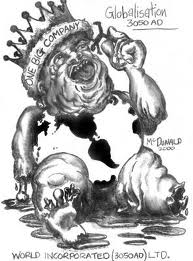 Globalisation
3050 AD
ONE BIG COMPANY
McDONALD
2000
WORLD INCORPORATED (3050AD) LTD.